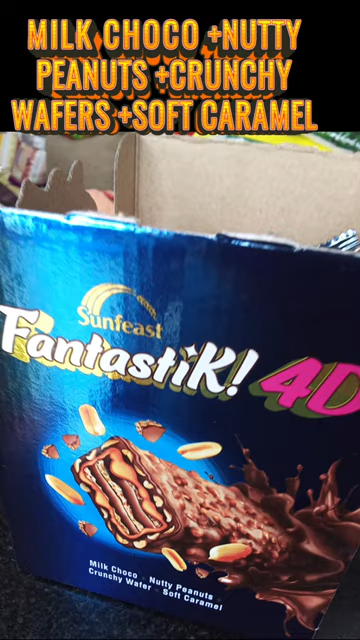 MILK CHOCO +NUTTY
PEANUTS +CRUNCHY
WAFERS +SOFT CARAMEL
Sunfeast
FantastiK! 4D
Milk Choco Nutty Peanuts
Crunchy Wafer Soft Caramel